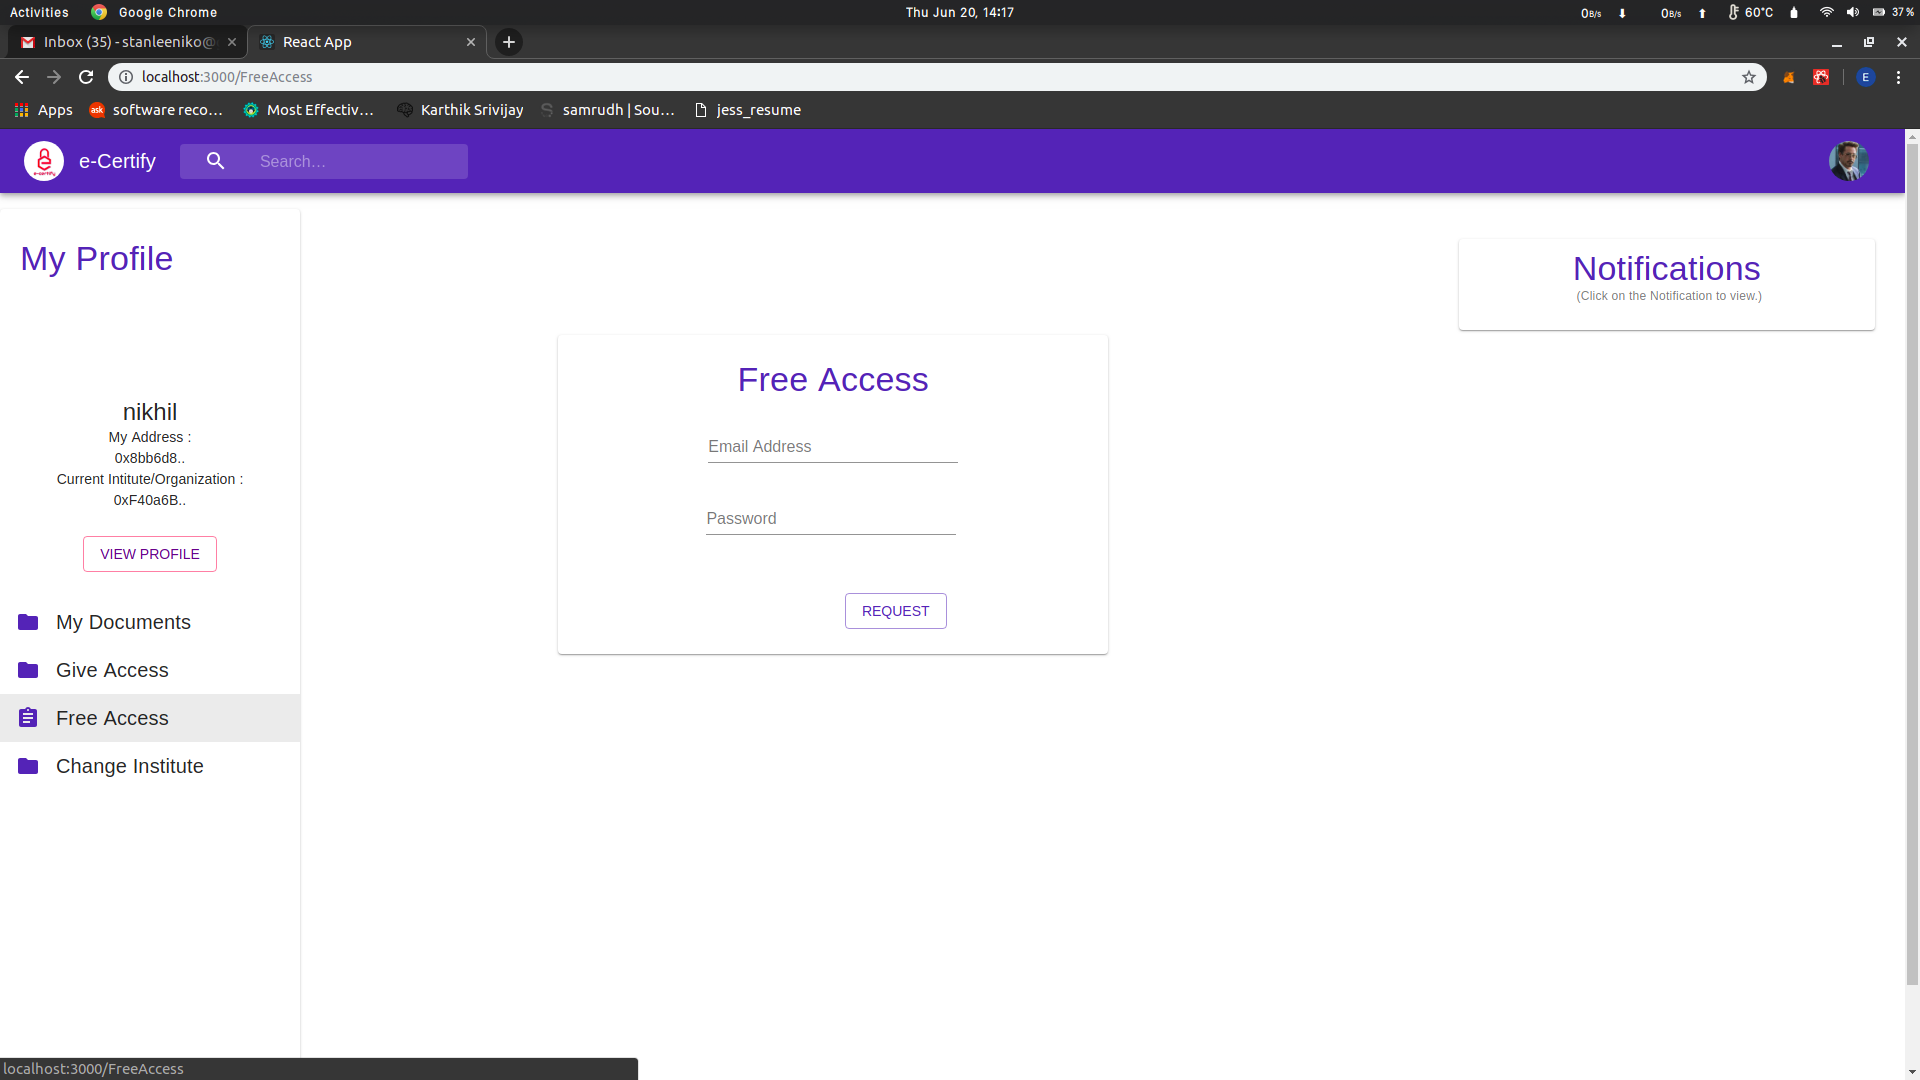 Activities Google Chrome Thu Jun 20, 14:17 0B/s 0B/s 60°C 37%
Inbox (35) - stanleeniko@ React App
localhost:3000/FreeAccess E
Apps software reco... Most Effectiv... Karthik Srivijay samrudh | Sou... jess_resume
e-Certify Search...
My Profile
Notifications
(Click on the Notification to view.)
Free Access
Email Address
Password
REQUEST
nikhil
My Address :
0x8bb6d8..
Current Intitute/Organization :
0xF40a6B..
VIEW PROFILE
My Documents
Give Access
Free Access
Change Institute
localhost:3000/FreeAccess